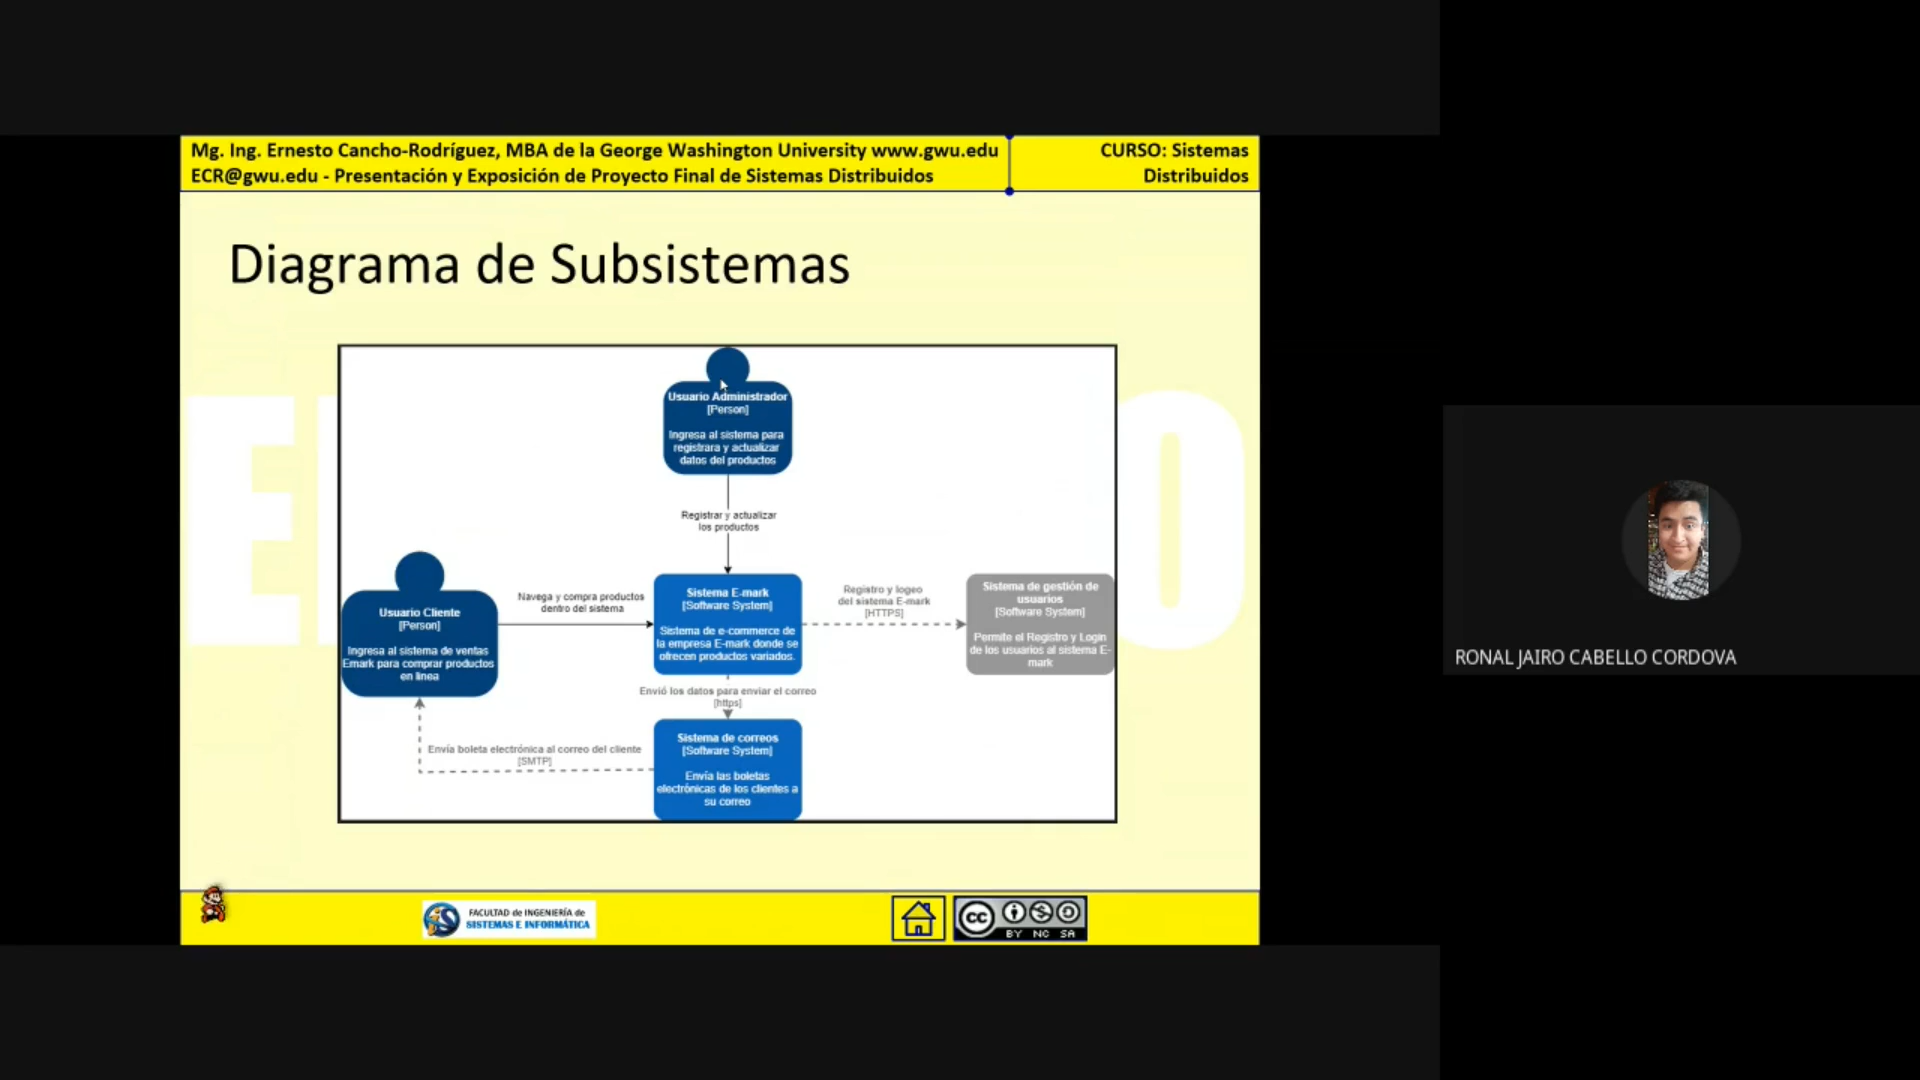 Mg. Ing. Ernesto Cancho-Rodríguez, MBA de la George Washington University www.gwu.edu
ECR@gwu.edu - Presentación y Exposición de Proyecto Final de Sistemas Distribuidos
CURSO: Sistemas
Distribuidos
Diagrama de Subsistemas
Usuario Administrador
[Person]
Ingresa al sistema para
registrara y actualizar
datos del productos
Registrar y actualizar
los productos
Usuario Cliente
[Person]
Ingresa al sistema de ventas
Emark para comprar productos
en linea
Navega y compra productos
dentro del sistema
Sistema E-mark
[Software System]
Sistema de e-commerce de
la empresa E-mark donde se
ofrecen productos variados.
Registro y logeo
del sistema E-mark
[HTTPS]
Sistema de gestión de
usuarios
[Software System]
Permite el Registro y Login
de los usuarios al sistema E-
mark
Envió los datos para enviar el correo
[https]
Sistema de correos
[Software System]
Envía las boletas
electrónicas de los clientes a
su correo
Envía boleta electrónica al correo del cliente
[SMTP]
FACULTAD de INGENIERÍA de
SISTEMAS E INFORMÁTICA
cc
BY NC SA
RONAL JAIRO CABELLO CORDOVA